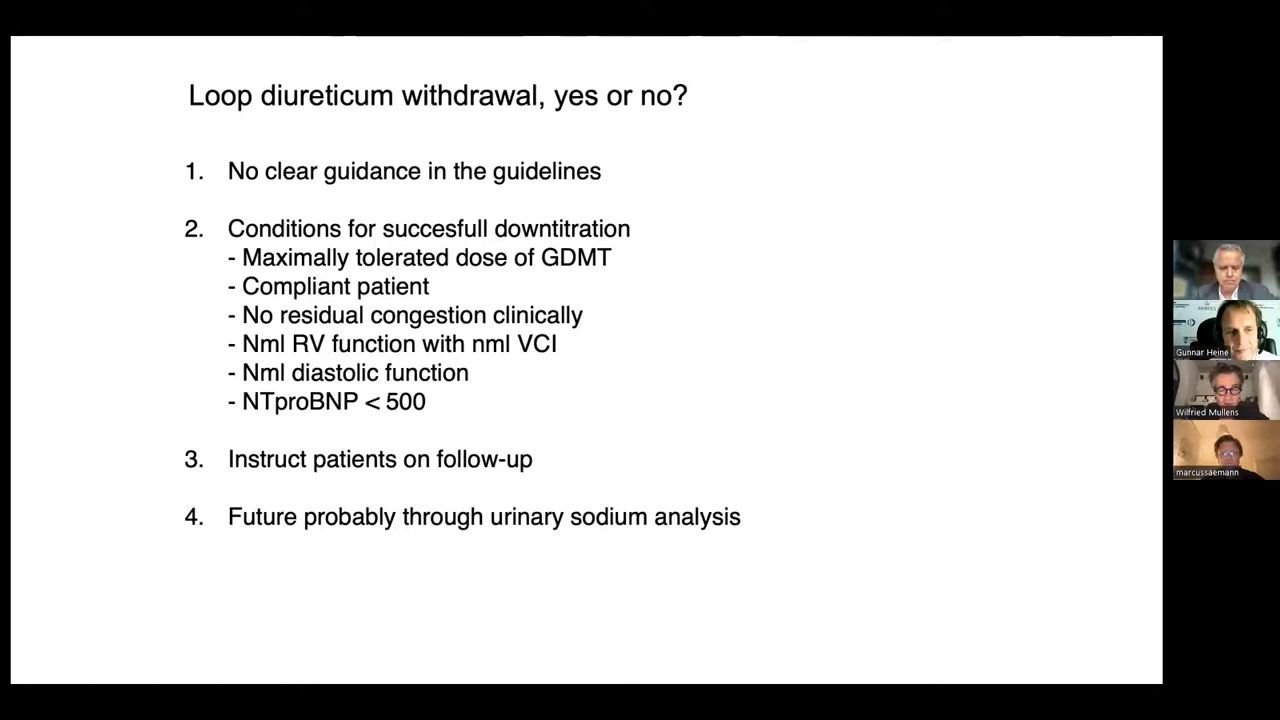 Loop diureticum withdrawal, yes or no?
1. No clear guidance in the guidelines
2. Conditions for succesfull downtitration
- Maximally tolerated dose of GDMT
- Compliant patient
- No residual congestion clinically
- Nml RV function with nml VCI
- Nml diastolic function
- NTproBNP < 500
3. Instruct patients on follow-up
4. Future probably through urinary sodium analysis
Gunnar Heine
Wilfried Mullens
marcussaemann